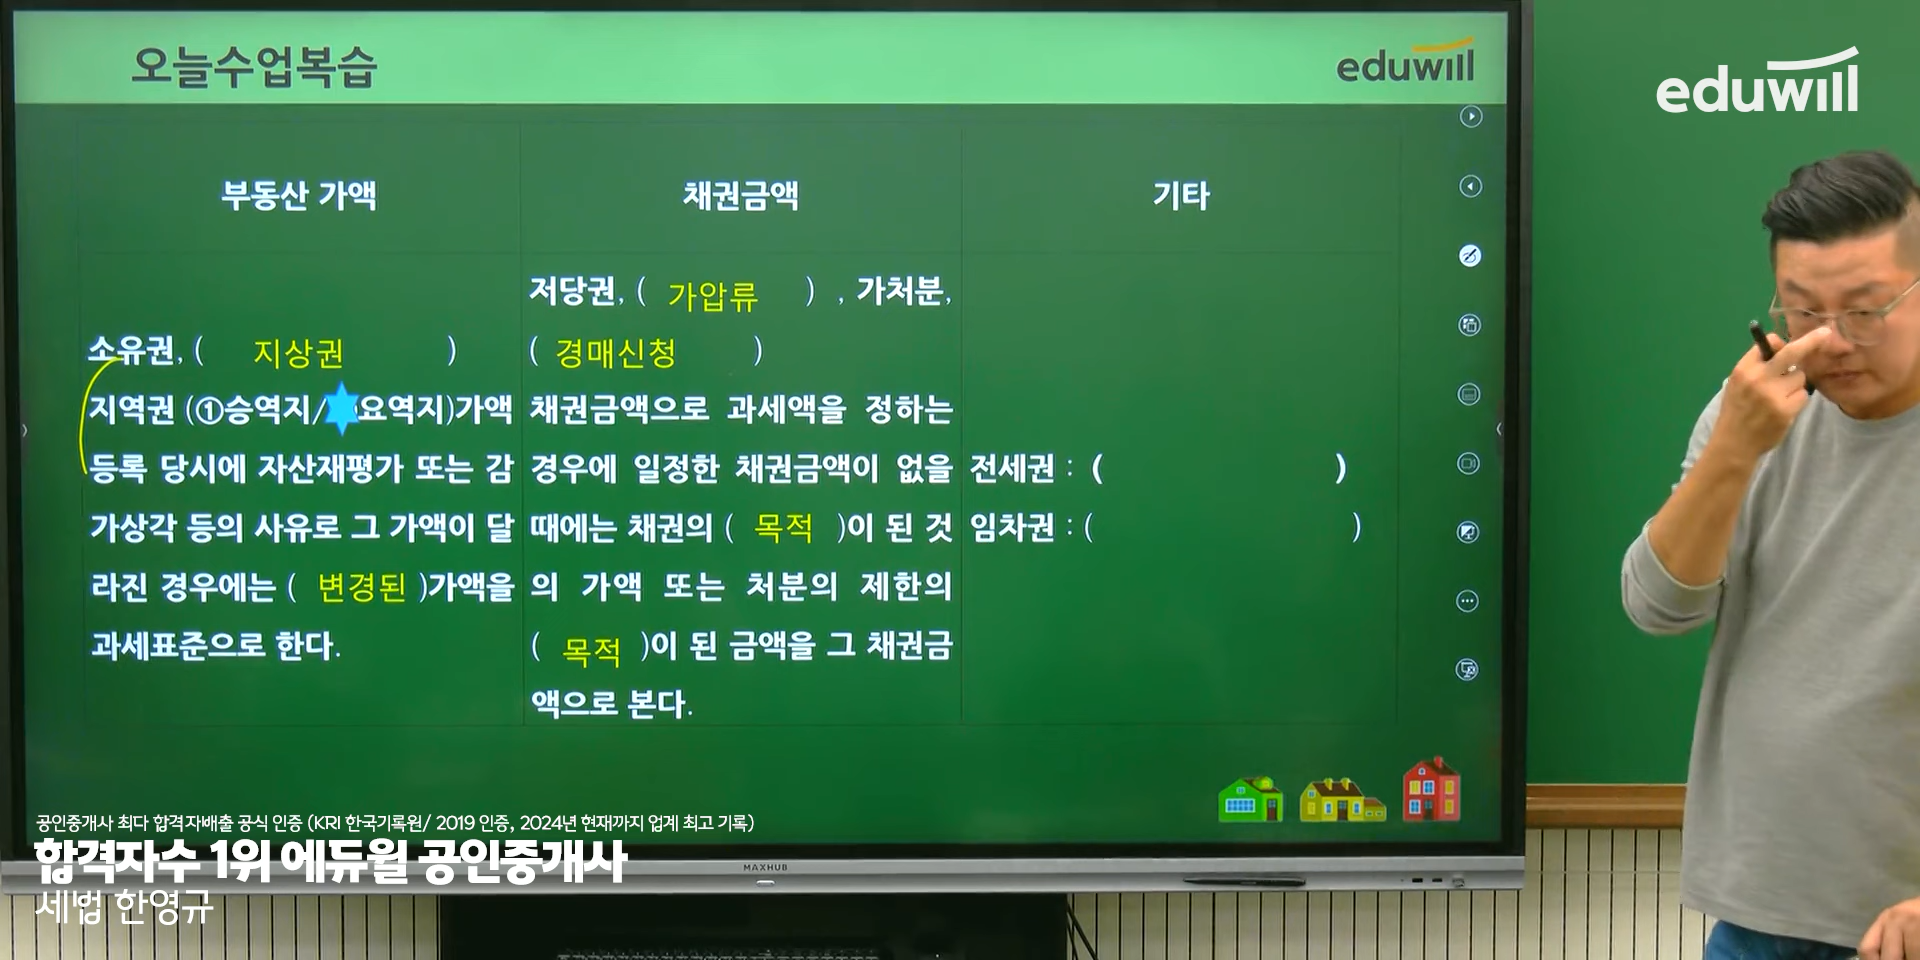 오늘수업복습
eduwill
eduwill
부동산 가액
채권금액
기타
소유권, ( 지상권 )
지역권 (①승역지/요역지)가액
등록 당시에 자산재평가 또는 감
가상각 등의 사유로 그 가액이 달
라진 경우에는 ( 변경된 )가액을
과세표준으로 한다.
저당권, ( 가압류 ) , 가처분,
( 경매신청 )
채권금액으로 과세액을 정하는
경우에 일정한 채권금액이 없을
때에는 채권의 ( 목적 )이 된 것
의 가액 또는 처분의 제한의
( 목적 )이 된 금액을 그 채권금
액으로 본다.
전세권 : ( )
임차권 : ( )
공인중개사 최다 합격자배출 공식 인증 (KRI 한국기록원/ 2019 인증, 2024년 현재까지 업계 최고 기록)
합격자수 1위 에듀윌 공인중개사
세법 한영규
MAXHUB